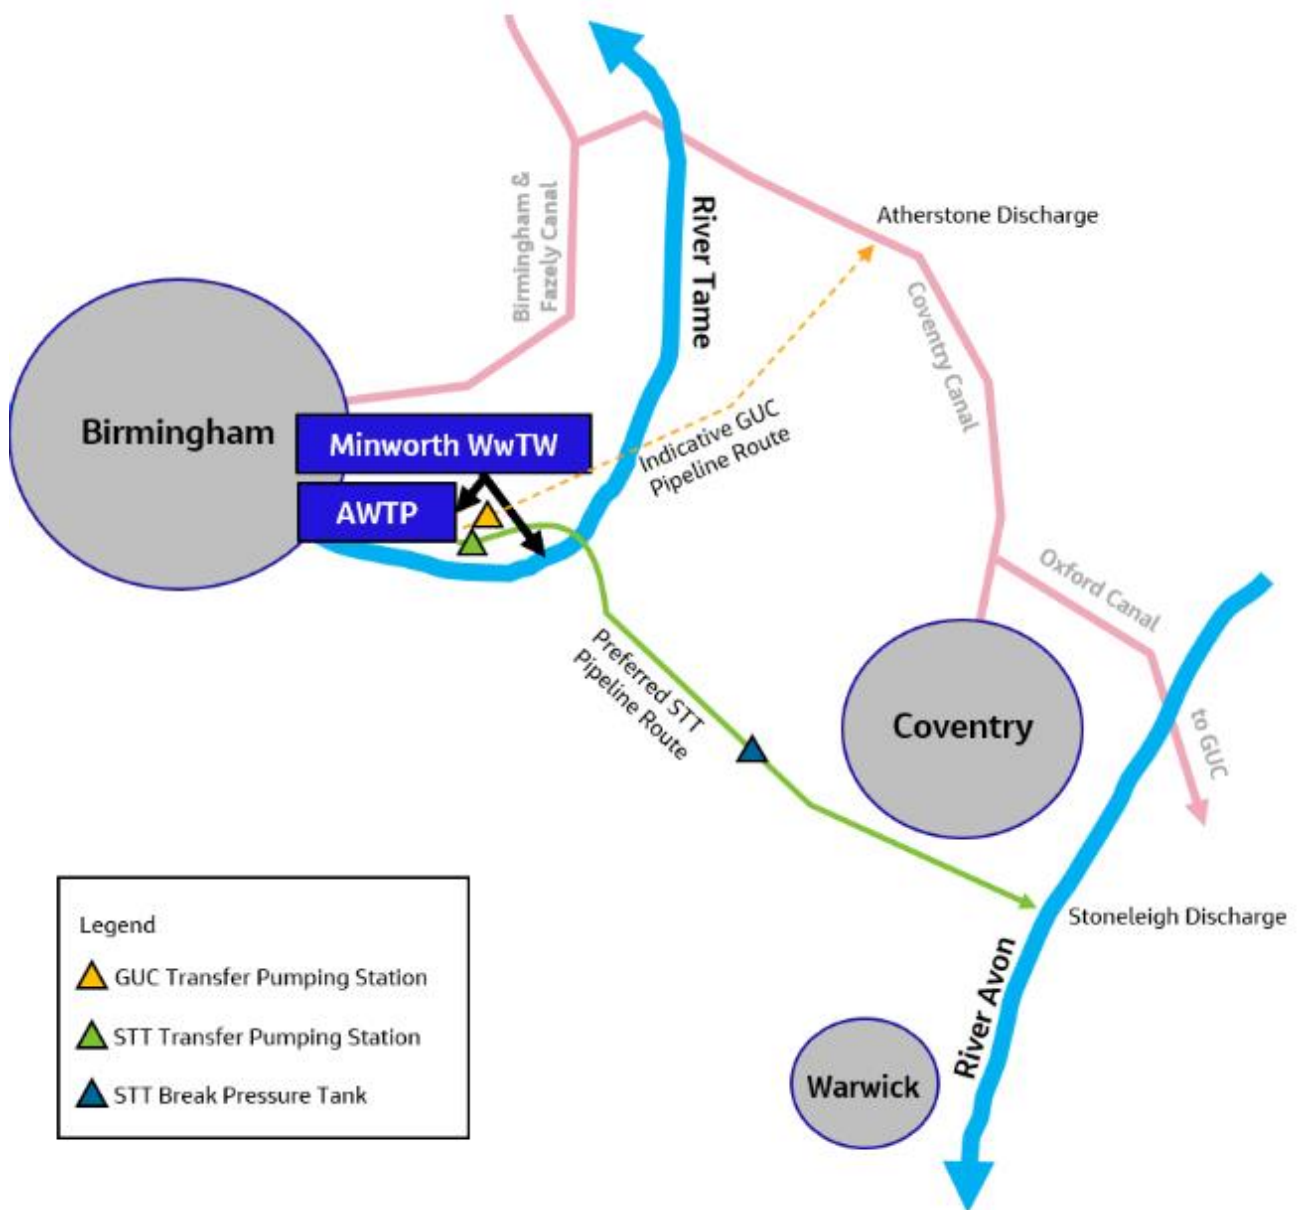 Birmingham &
Fazely Canal
River Tame
Atherstone Discharge
Coventry Canal
Birmingham
Minworth WwTW
AWTP
Indicative GUC
Pipeline Route
Oxford Canal
to GUC
Preferred STT
Pipeline Route
Coventry
Stoneleigh Discharge
River Avon
Warwick
Legend
GUC Transfer Pumping Station
STT Transfer Pumping Station
STT Break Pressure Tank